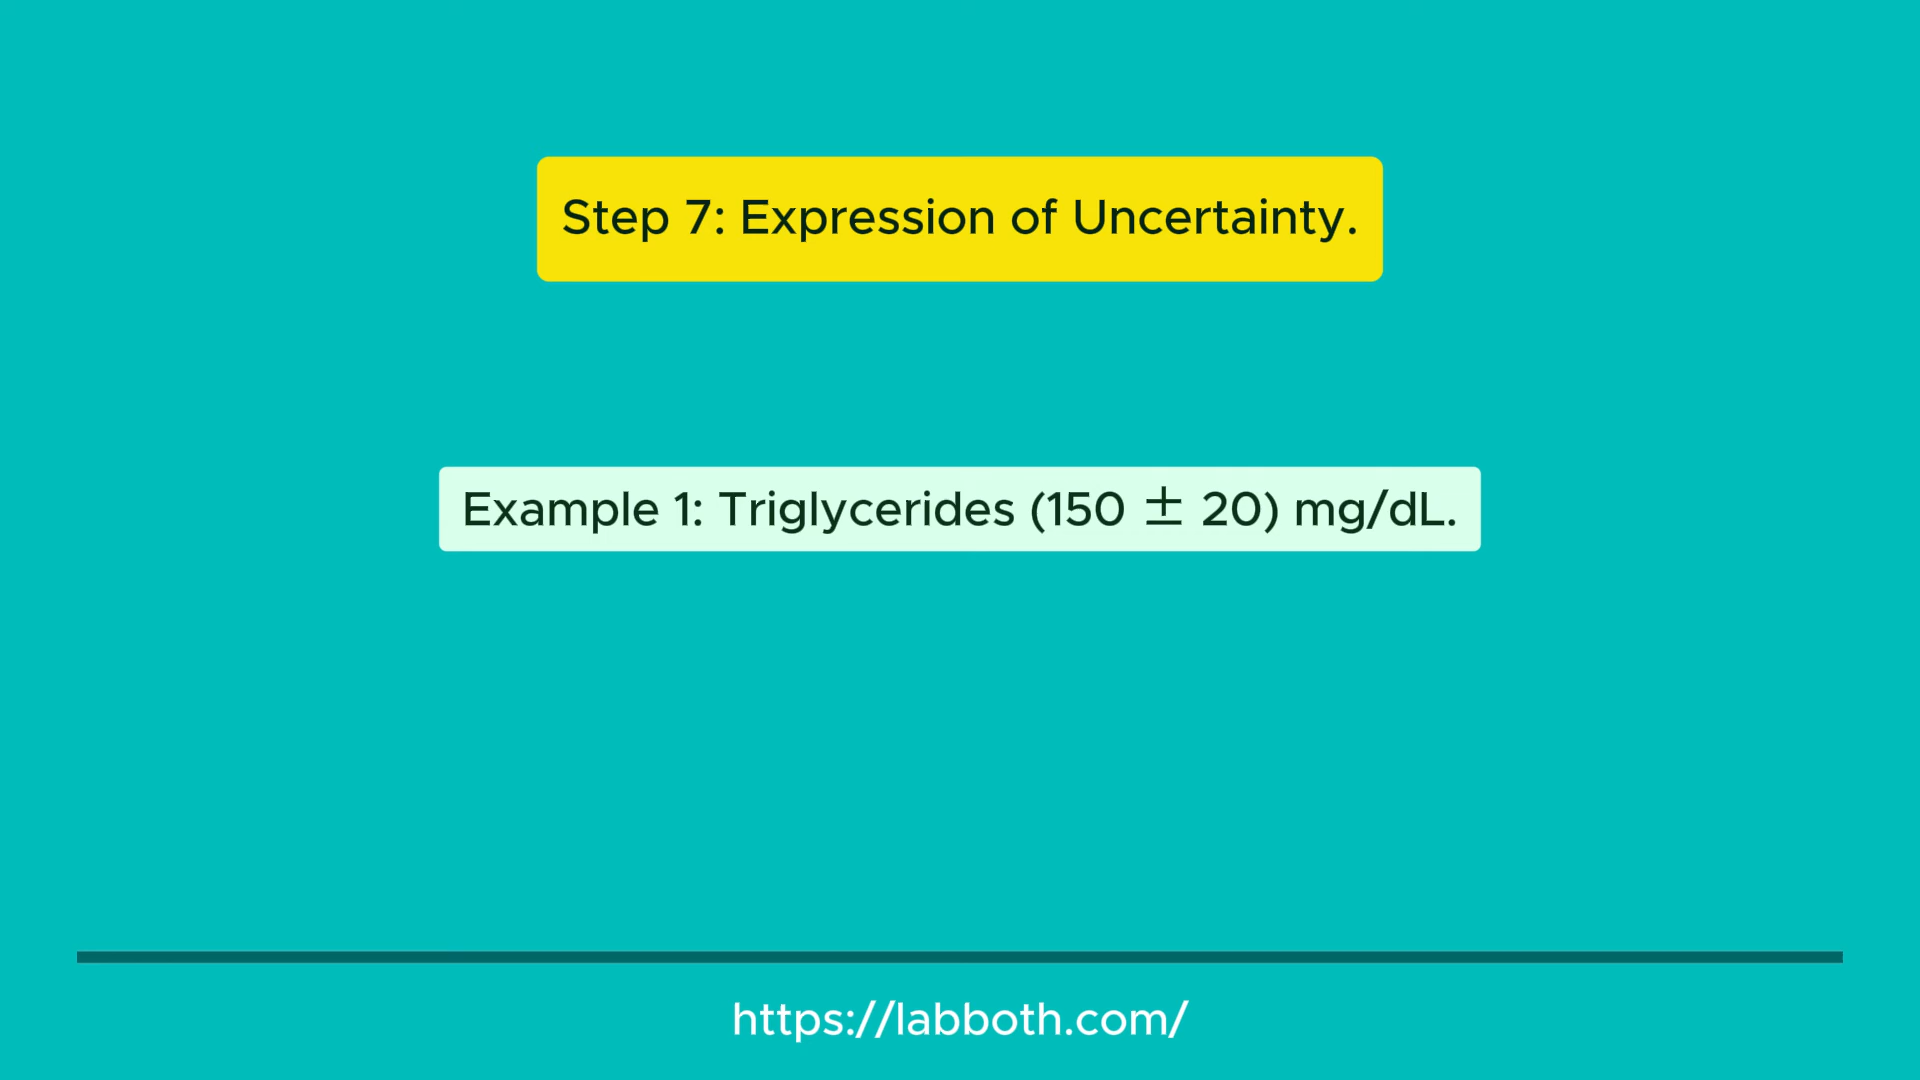 Step 7: Expression of Uncertainty.
Example 1: Triglycerides (150 ± 20) mg/dL.
https://labboth.com/